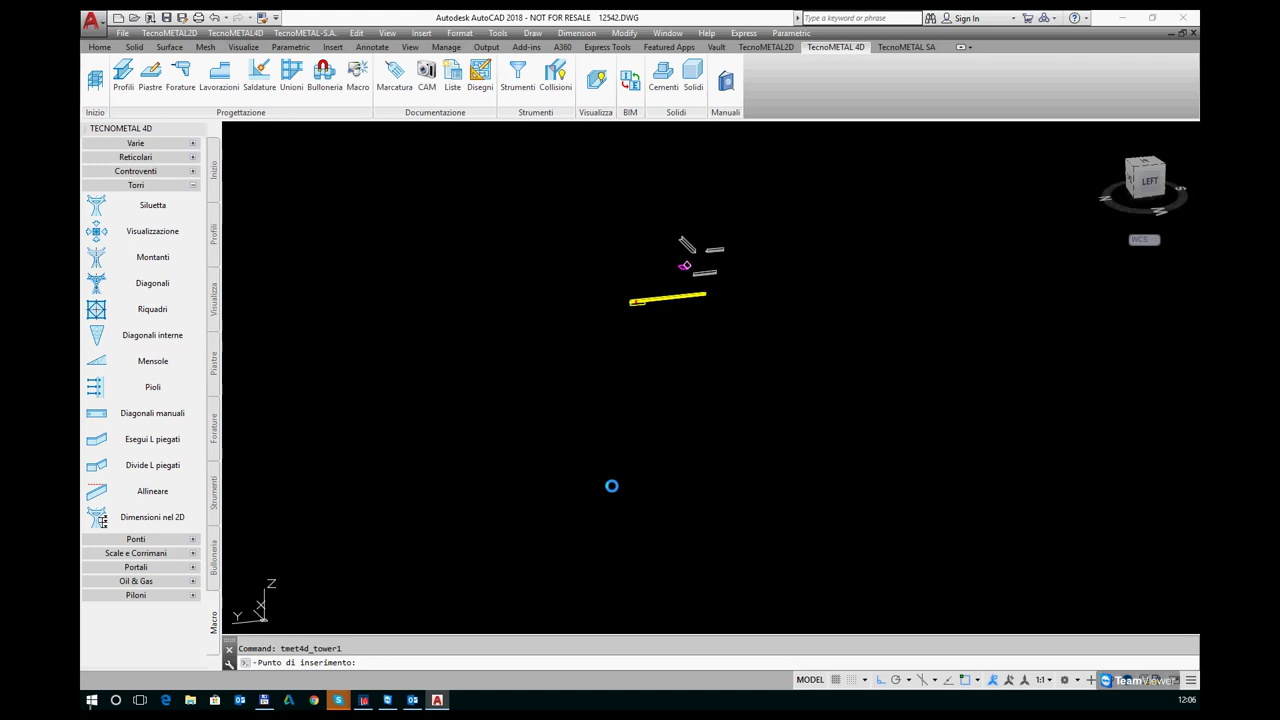 Autodesk AutoCAD 2018 - NOT FOR RESALE 12542.DWG
Type a keyword or phrase
Sign In
File TecnoMETAL2D TecnoMETAL4D TecnoMETAL-S.A. Edit View Insert Format Tools Draw Dimension Modify Window Help Express Parametric
Home Solid Surface Mesh Visualize Parametric Insert Annotate View Manage Output Add-ins A360 Express Tools Featured Apps Vault TecnoMETAL2D TecnoMETAL 4D TecnoMETAL SA
Profili Piastre Forature Lavorazioni Saldature Unioni Bulloneria Macro Marcatura CAM Liste Disegni Strumenti Collisioni Cementi Solidi
Inizio Progettazione Documentazione Strumenti Visualizza BIM Solidi Manuali
TECNOMETAL 4D
Varie
Reticolari
Controventi
Torri
Siluetta
Visualizzazione
Montanti
Diagonali
Riquadri
Diagonali interne
Mensole
Pioli
Diagonali manuali
Esegui L piegati
Divide L piegati
Allineare
Dimensioni nel 2D
Ponti
Scale e Corrimani
Portali
Oil & Gas
Piloni
Inizio
Profili
Visualizza
Piastre
Forature
Strumenti
Bulloneria
Macro
LEFT
N
S
W
WCS
Z
X
Y
Command: tmet4d_tower1
-Punto di inserimento:
MODEL
1:1
TeamViewer
12:06